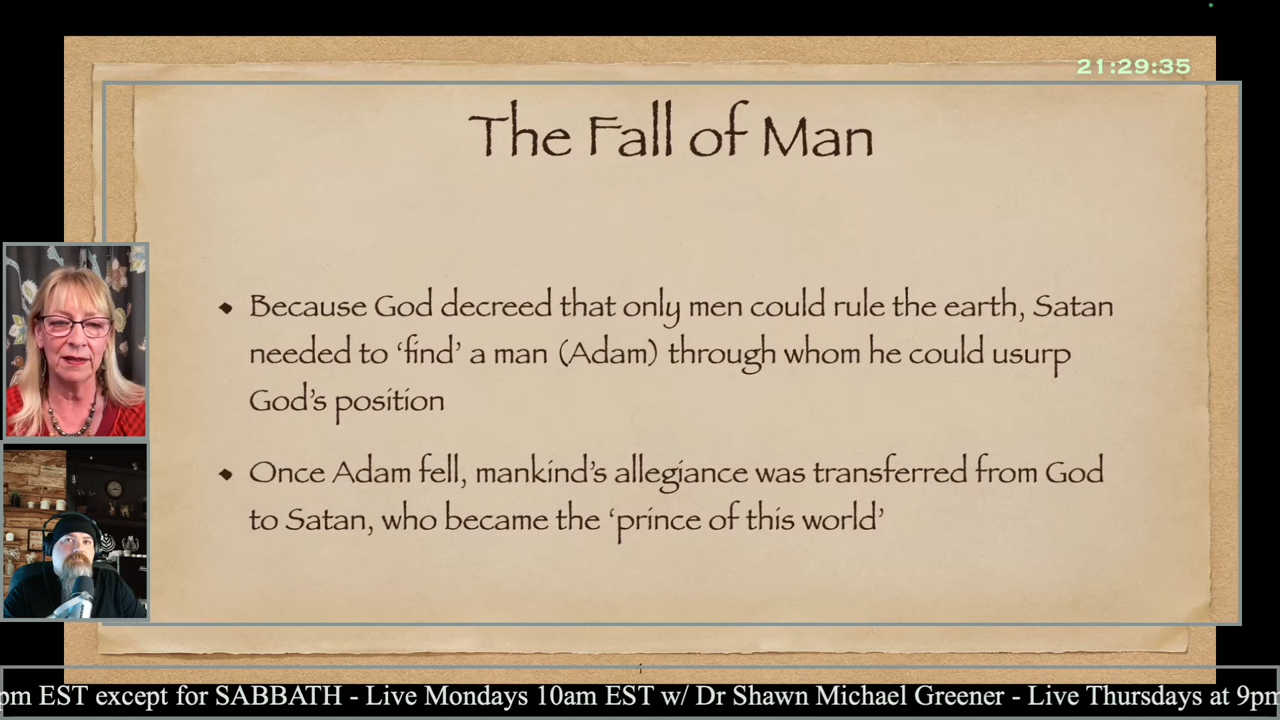 21:29:35
The Fall of Man
Because God decreed that only men could rule the earth, Satan
needed to ‘find’ a man (Adam) through whom he could usurp
God’s position
Once Adam fell, mankind’s allegiance was transferred from God
to Satan, who became the ‘prince of this world’
pm EST except for SABBATH - Live Mondays 10am EST w/ Dr Shawn Michael Greener - Live Thursdays at 9pm